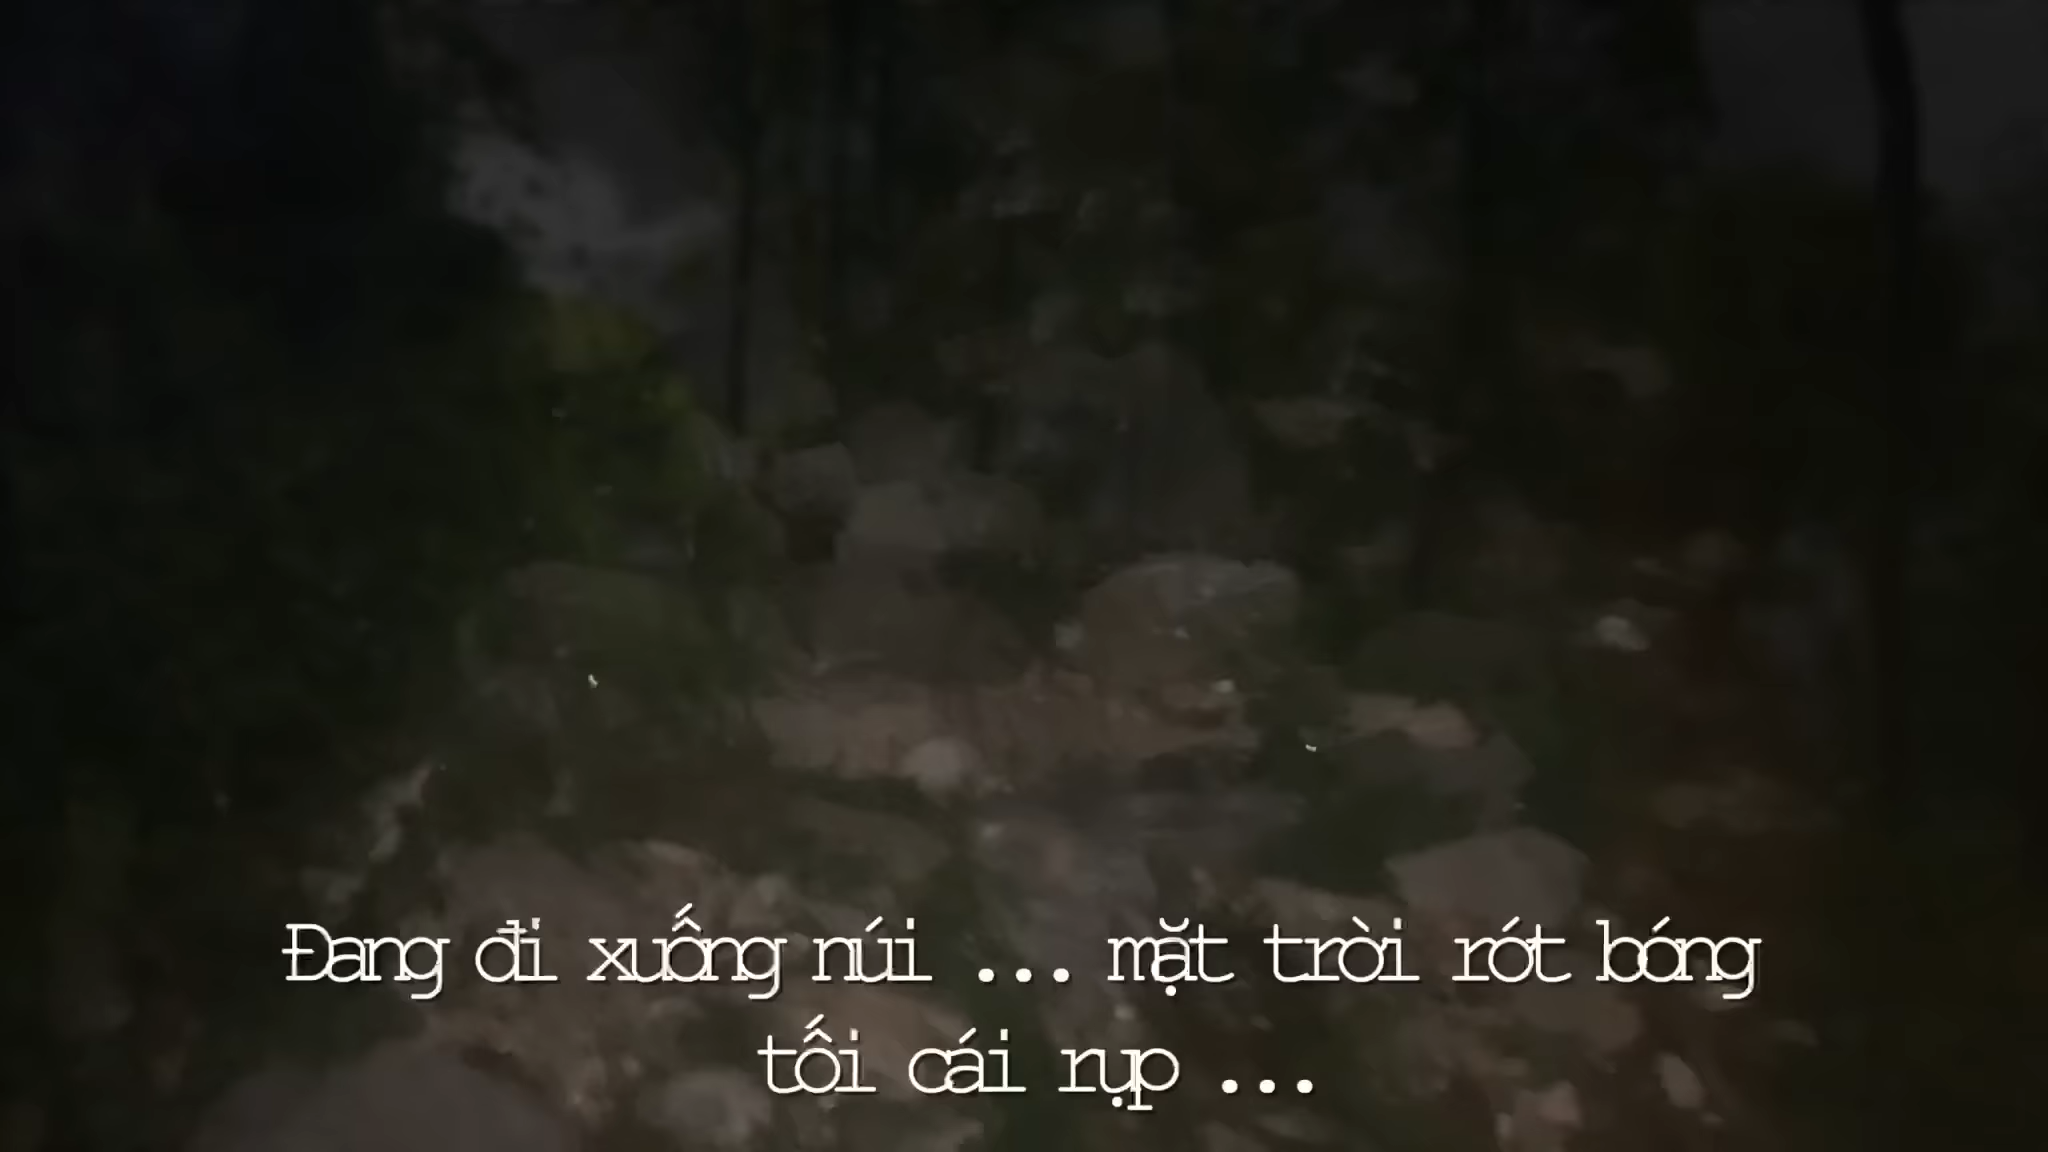 Đang đi xuống núi ... mặt trời rớt bóng
tối cái rụp ...